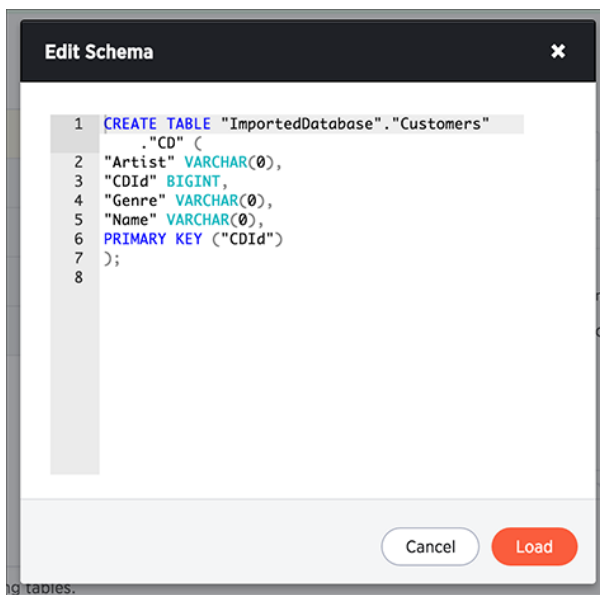 Edit Schema
1 CREATE TABLE "ImportedDatabase"."Customers"
."CD" (
2 "Artist" VARCHAR(0),
3 "CDId" BIGINT,
4 "Genre" VARCHAR(0),
5 "Name" VARCHAR(0),
6 PRIMARY KEY ("CDId")
7 );
8
Cancel Load
tables.